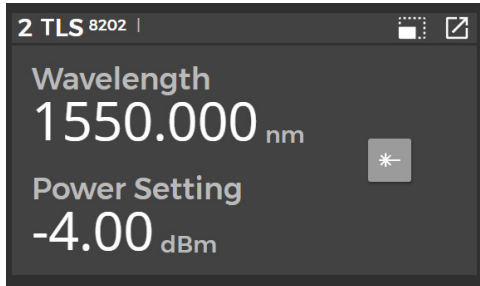 2 TLS 8202
Wavelength
1550.000 nm
Power Setting
-4.00 dBm